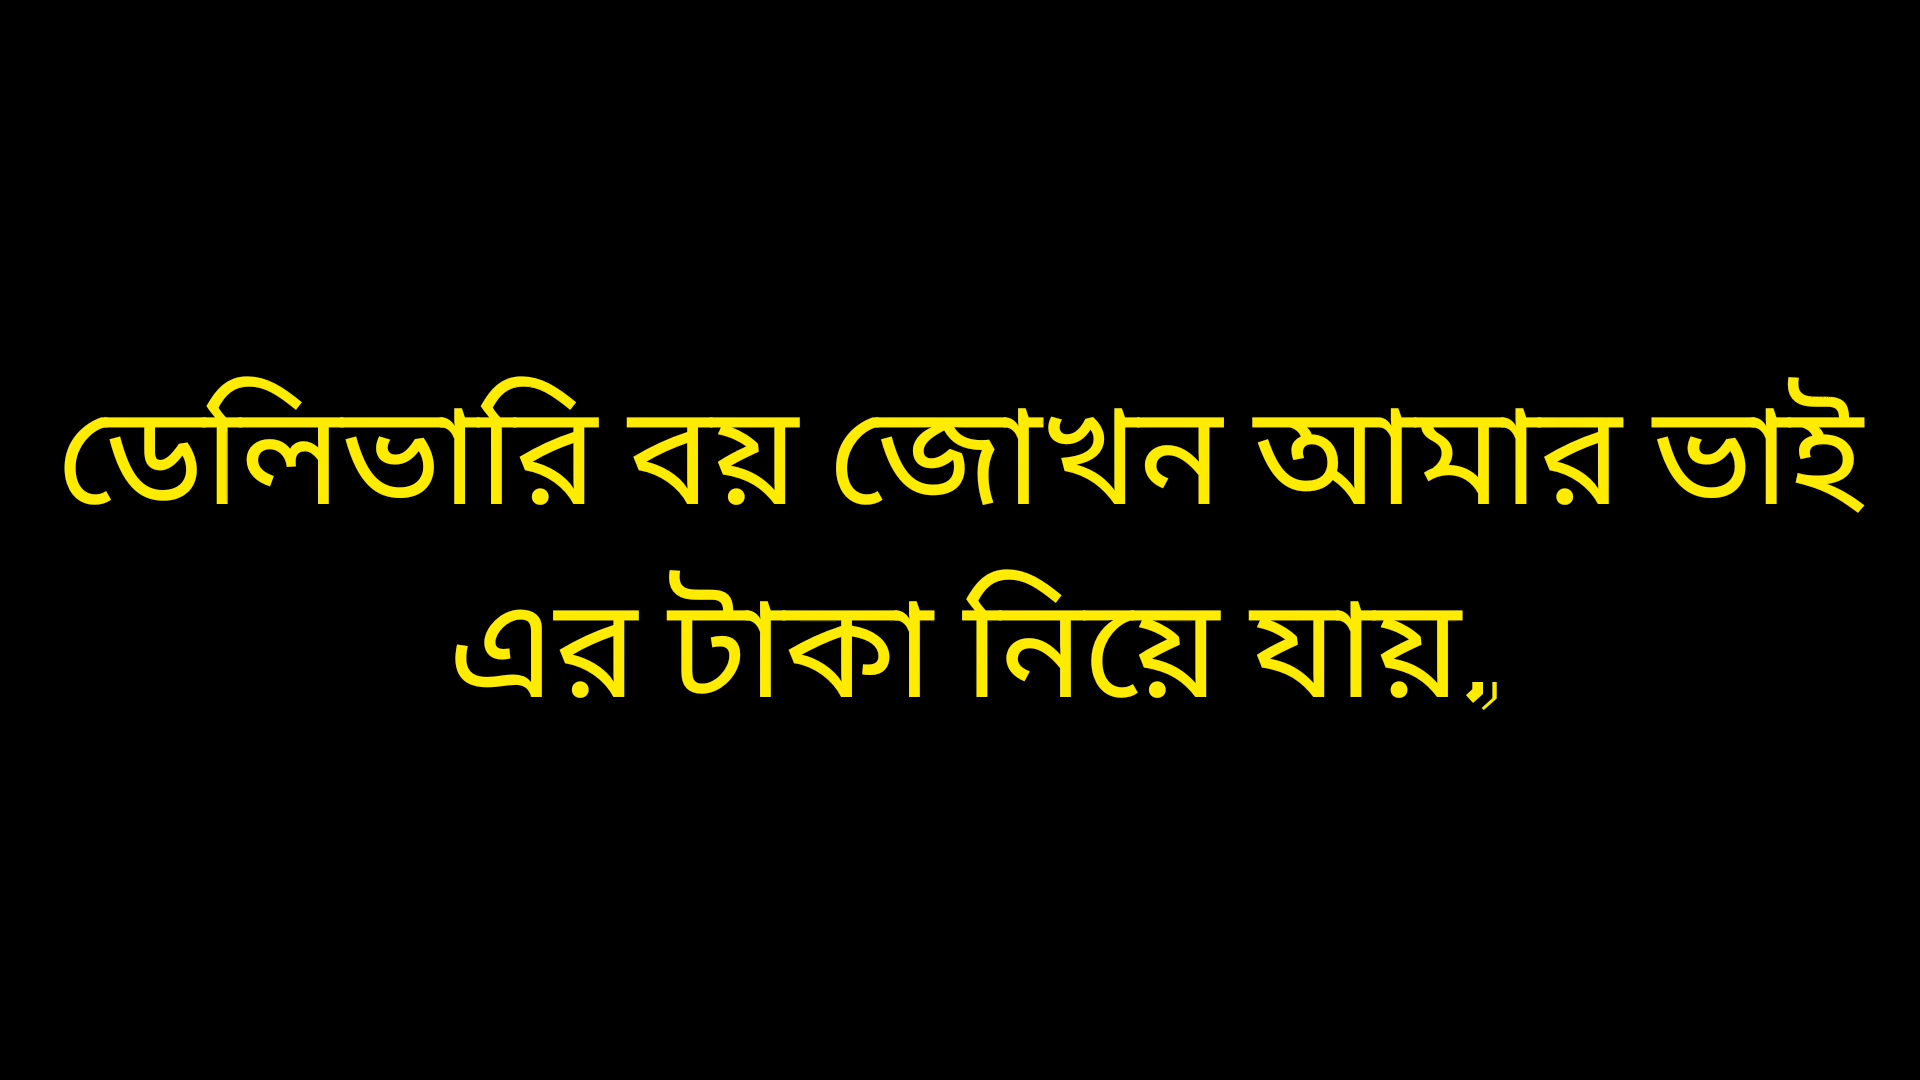 ডেলিভারি বয় জোখন আমার ভাই
এর টাকা নিয়ে যায়,,